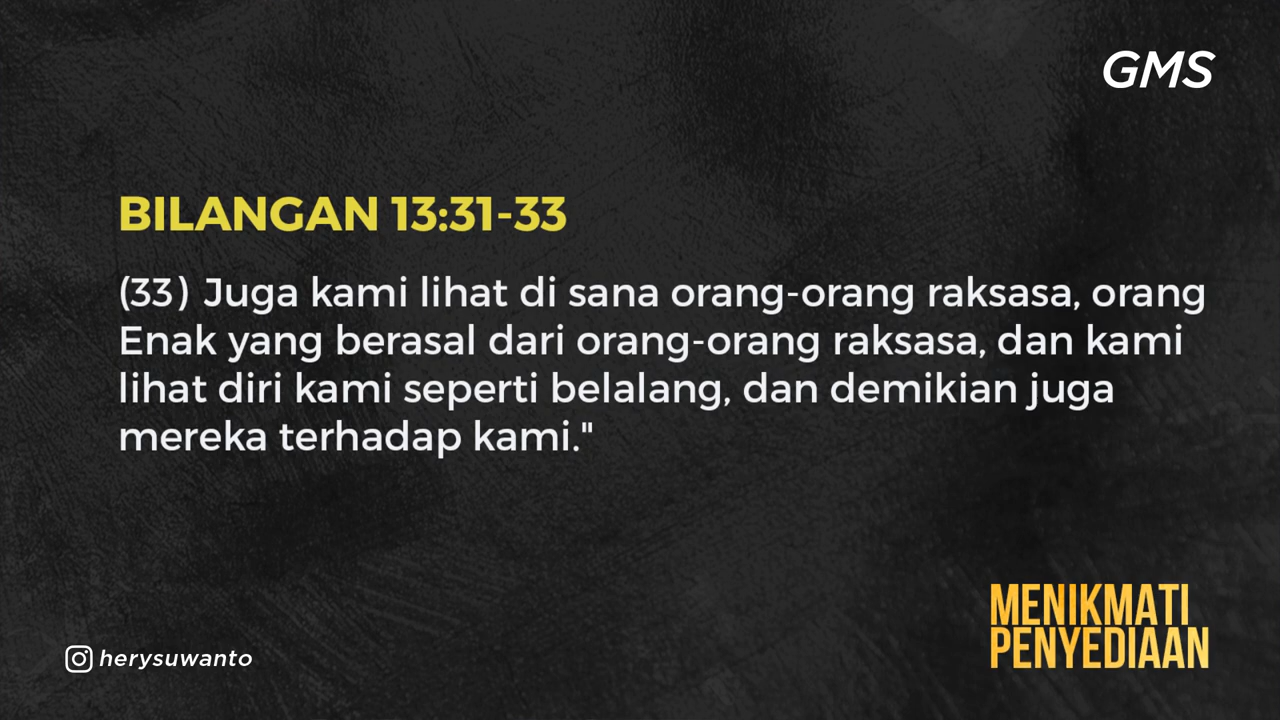 GMS
BILANGAN 13:31-33
(33) Juga kami lihat di sana orang-orang raksasa, orang
Enak yang berasal dari orang-orang raksasa, dan kami
lihat diri kami seperti belalang, dan demikian juga
mereka terhadap kami."
MENIKMATI
PENYEDIAAN
herysuwanto